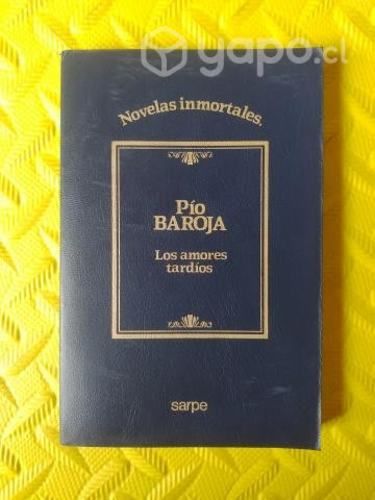 yapo.cl
Novelas inmortales.
Pío
BAROJA
Los amores
tardíos
sarpe